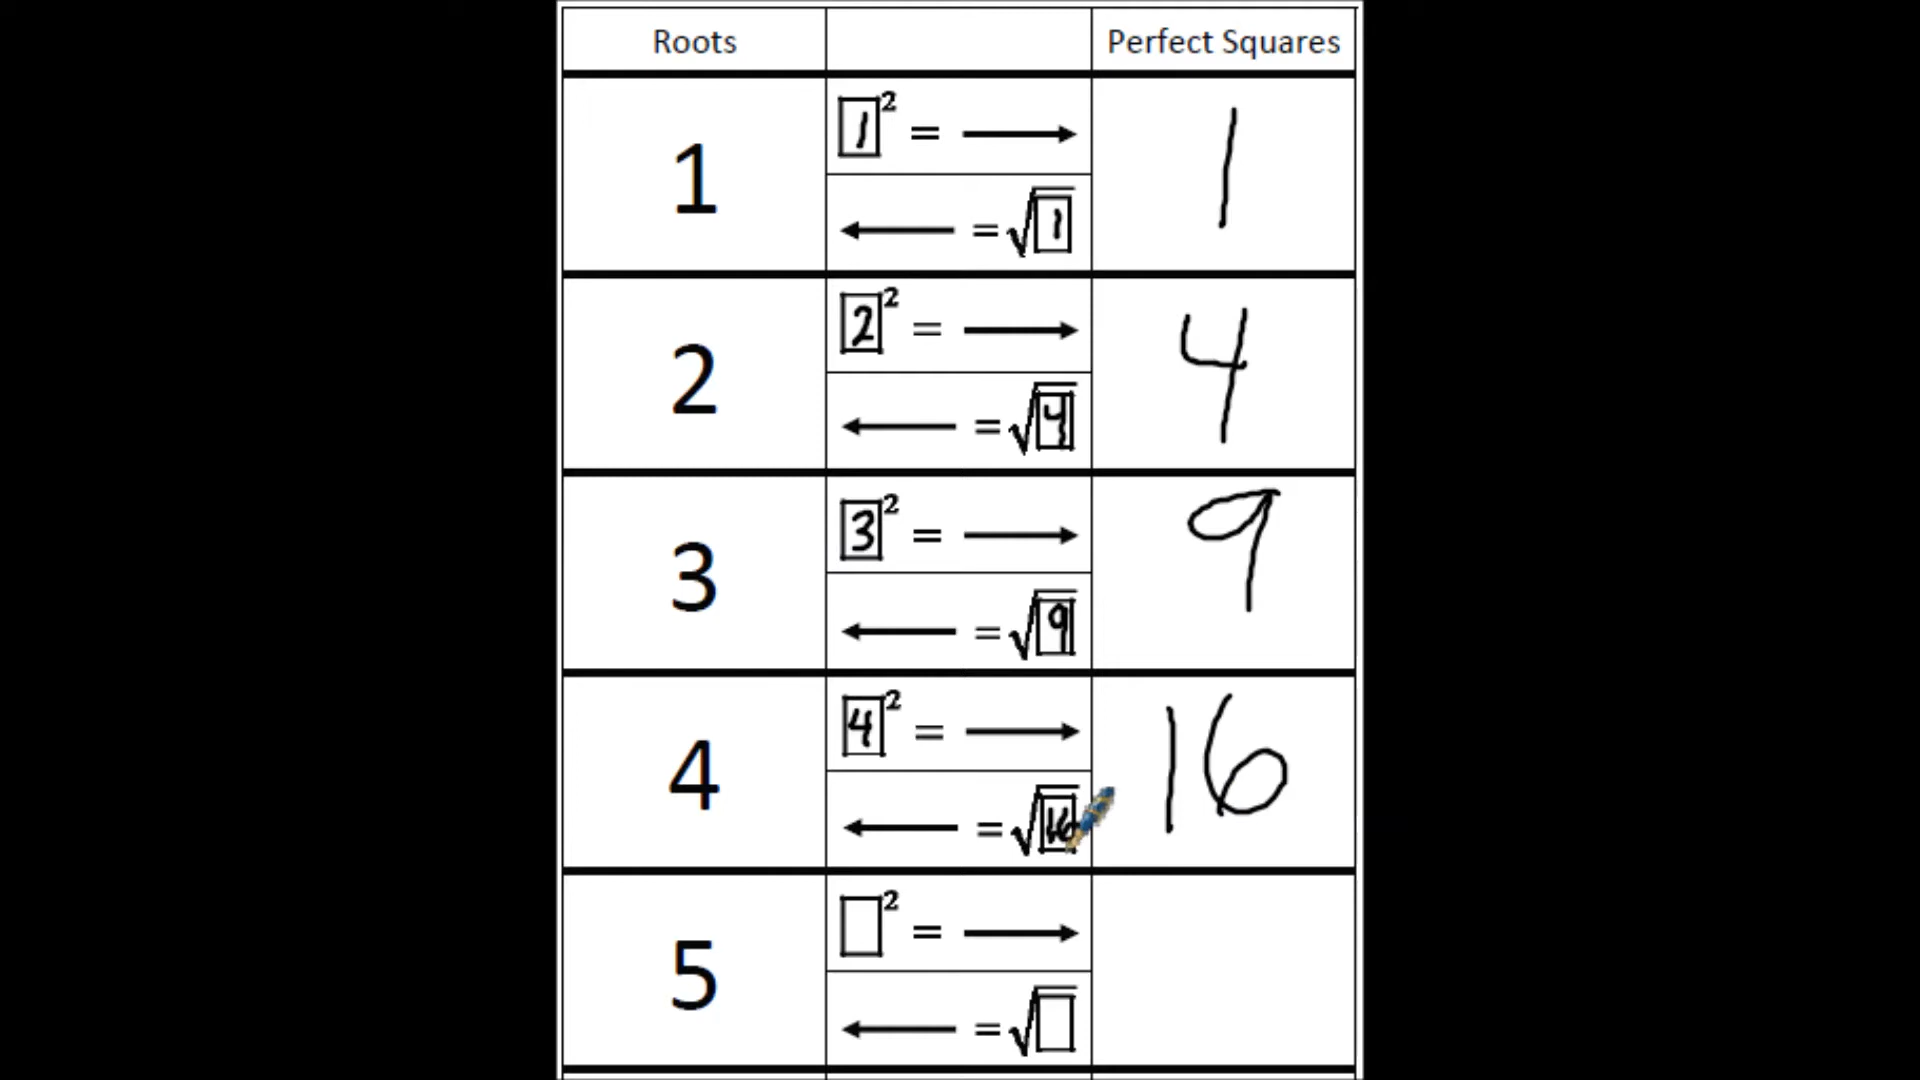 Roots Perfect Squares
1 1² = → 1
← = √1
2 2² = → 4
← = √4
3 3² = → 9
← = √9
4 4² = → 16
← = √16
5 □² = →
← = √□